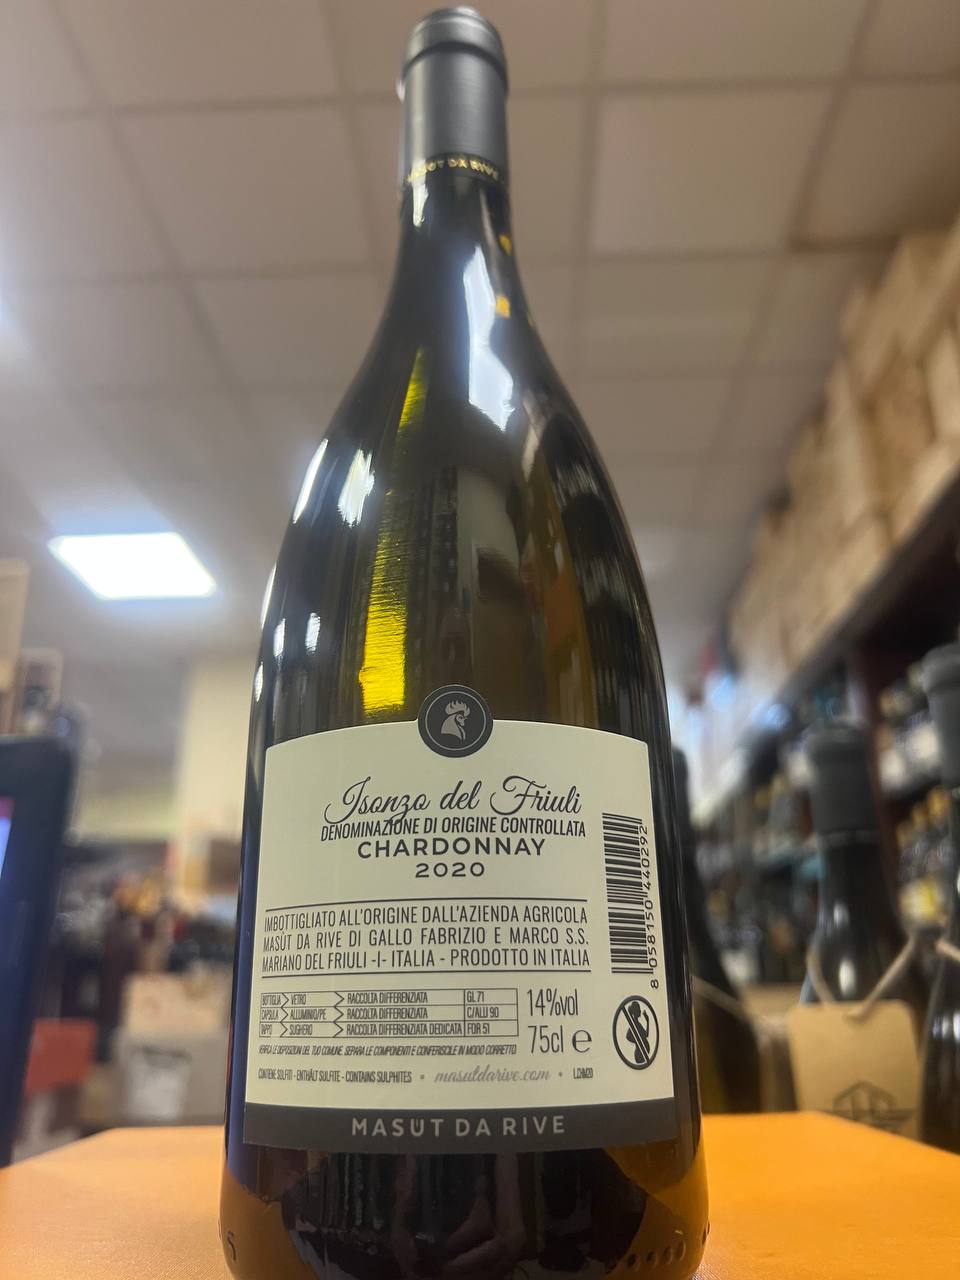 MASÙT DA RIVE
Isonzo del Friuli
DENOMINAZIONE DI ORIGINE CONTROLLATA
CHARDONNAY
2020
IMBOTTIGLIATO ALL'ORIGINE DALL'AZIENDA AGRICOLA
MASÙT DA RIVE DI GALLO FABRIZIO E MARCO S.S.
MARIANO DEL FRIULI -I- ITALIA - PRODOTTO IN ITALIA
BOTTIGLIA VETRO RACCOLTA DIFFERENZIATA GL 71
CAPSULA ALLUMINIO/PE RACCOLTA DIFFERENZIATA C/ALU 90
TAPPO SUGHERO RACCOLTA DIFFERENZIATA DEDICATA FOR 51
VERIFICA LE DISPOSIZIONI DEL TUO COMUNE. SEPARA LE COMPONENTI E CONFERISCILE IN MODO CORRETTO.
14%vol
75cl e
CONTIENE SOLFITI - ENTHÄLT SULFITE - CONTAINS SULPHITES • masutdarive.com •
8 058150 440292
MASÙT DA RIVE